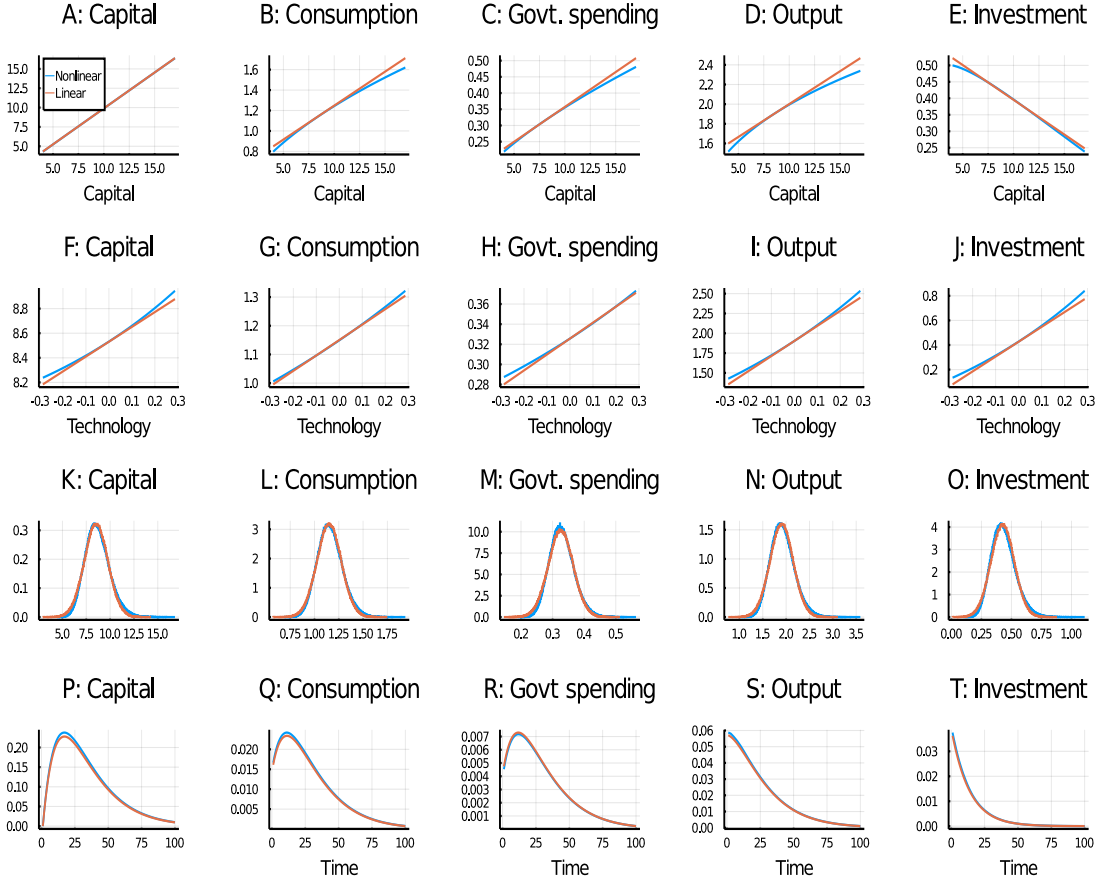 A: Capital
B: Consumption
C: Govt. spending
D: Output
E: Investment
Nonlinear
Linear
15.0
12.5
10.0
7.5
5.0
5.0 7.5 10.0 12.5 15.0
Capital
1.6
1.4
1.2
1.0
0.8
5.0 7.5 10.0 12.5 15.0
Capital
0.50
0.45
0.40
0.35
0.30
0.25
5.0 7.5 10.0 12.5 15.0
Capital
2.4
2.2
2.0
1.8
1.6
5.0 7.5 10.0 12.5 15.0
Capital
0.50
0.45
0.40
0.35
0.30
0.25
5.0 7.5 10.0 12.5 15.0
Capital
F: Capital
G: Consumption
H: Govt. spending
I: Output
J: Investment
8.8
8.6
8.4
8.2
-0.3 -0.2 -0.1 0.0 0.1 0.2 0.3
Technology
1.3
1.2
1.1
1.0
-0.3 -0.2 -0.1 0.0 0.1 0.2 0.3
Technology
0.36
0.34
0.32
0.30
0.28
-0.3 -0.2 -0.1 0.0 0.1 0.2 0.3
Technology
2.50
2.25
2.00
1.75
1.50
-0.3 -0.2 -0.1 0.0 0.1 0.2 0.3
Technology
0.8
0.6
0.4
0.2
-0.3 -0.2 -0.1 0.0 0.1 0.2 0.3
Technology
K: Capital
L: Consumption
M: Govt. spending
N: Output
O: Investment
0.3
0.2
0.1
0.0
5.0 7.5 10.0 12.5 15.0
3
2
1
0
0.75 1.00 1.25 1.50 1.75
10.0
7.5
5.0
2.5
0.0
0.2 0.3 0.4 0.5
1.5
1.0
0.5
0.0
1.0 1.5 2.0 2.5 3.0 3.5
4
3
2
1
0
0.00 0.25 0.50 0.75 1.00
P: Capital
Q: Consumption
R: Govt spending
S: Output
T: Investment
0.20
0.15
0.10
0.05
0.00
0 25 50 75 100
0.020
0.015
0.010
0.005
0 25 50 75 100
Time
0.007
0.006
0.005
0.004
0.003
0.002
0.001
0 25 50 75 100
Time
0.06
0.05
0.04
0.03
0.02
0.01
0.00
0 25 50 75 100
Time
0.03
0.02
0.01
0.00
0 25 50 75 100
Time